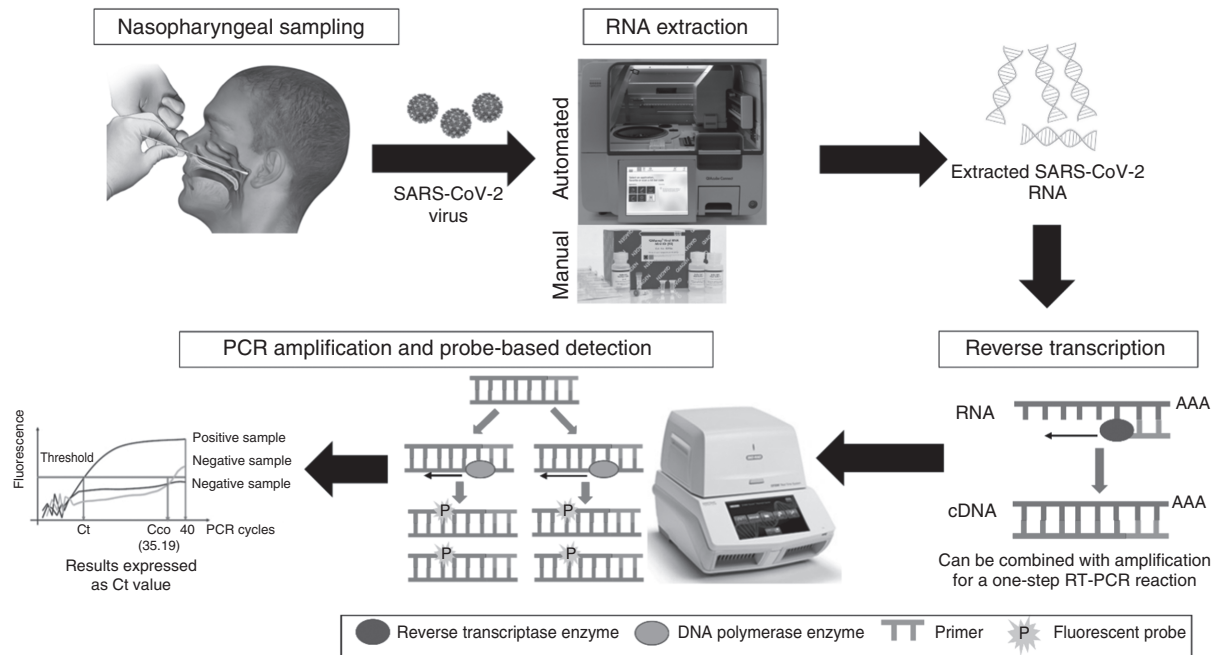 Nasopharyngeal sampling
RNA extraction
Automated
Manual
SARS-CoV-2
virus
Extracted SARS-CoV-2
RNA
PCR amplification and probe-based detection
Reverse transcription
RNA
AAA
cDNA
AAA
Can be combined with amplification
for a one-step RT-PCR reaction
P
P
P
P
Fluorescence
Threshold
Positive sample
Negative sample
Negative sample
Ct
Cco
40
PCR cycles
(35.19)
Results expressed
as Ct value
Reverse transcriptase enzyme
DNA polymerase enzyme
Primer
P
Fluorescent probe